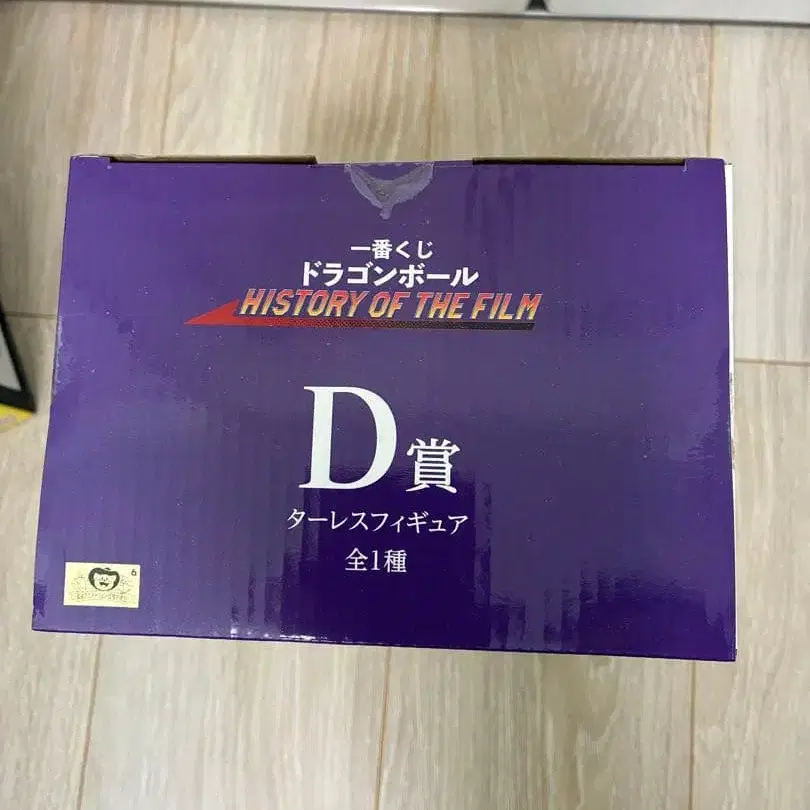 一番くじ
ドラゴンボール
HISTORY OF THE FILM
D賞
ターレスフィギュア
全1種
6